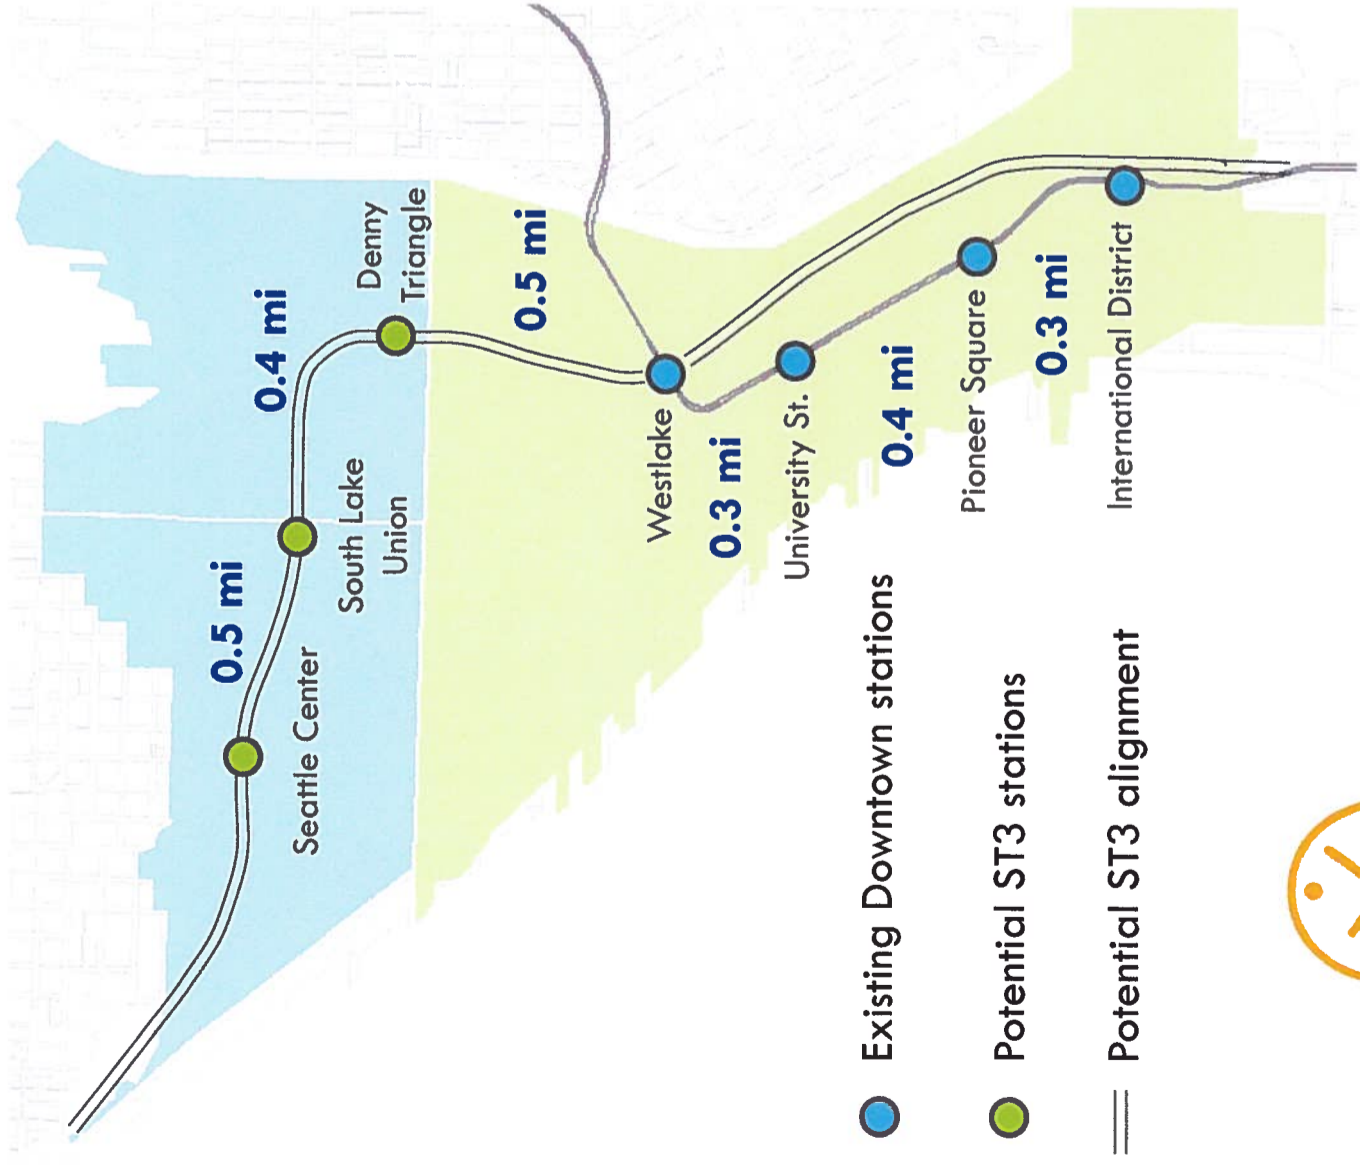 0.5 mi
Seattle Center
0.4 mi
South Lake
Union
Denny
Triangle
0.5 mi
Westlake
0.3 mi
University St.
0.4 mi
Pioneer Square
0.3 mi
International District
Existing Downtown stations
Potential ST3 stations
Potential ST3 alignment